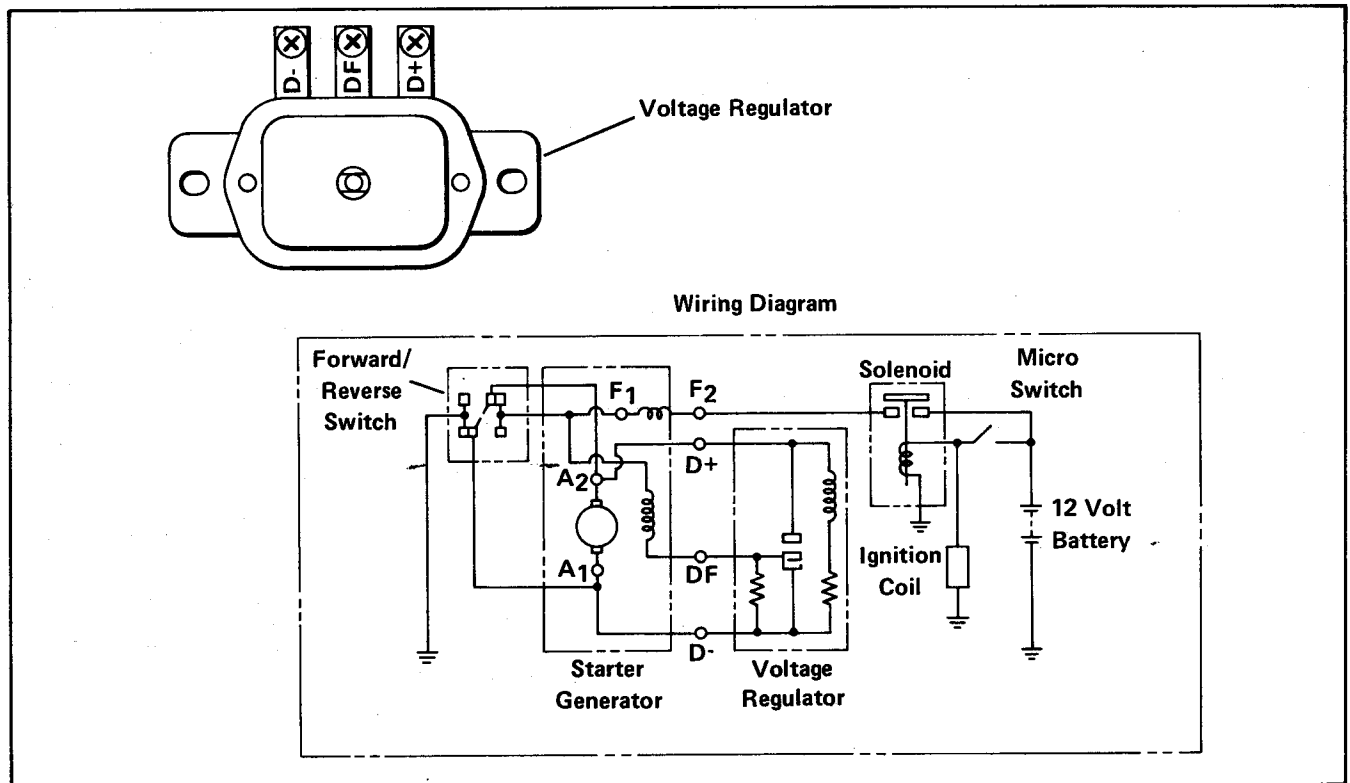 D-
DF
D+
Voltage Regulator
Wiring Diagram
Forward/
Reverse
Switch
F1
F2
Solenoid
Micro
Switch
D+
A2
12 Volt
Battery
Ignition
Coil
A1
DF
D-
Starter
Generator
Voltage
Regulator